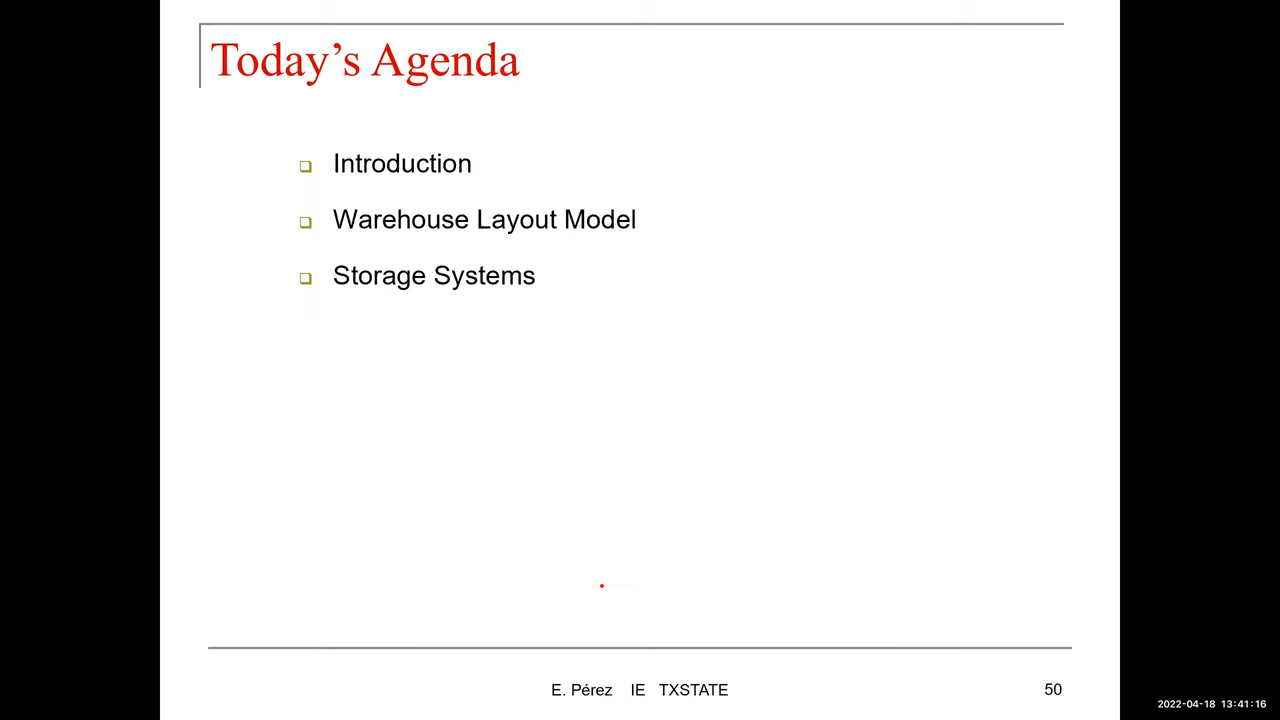 Today’s Agenda
Introduction
Warehouse Layout Model
Storage Systems
E. Pérez IE TXSTATE
50
2022-04-18 13:41:16